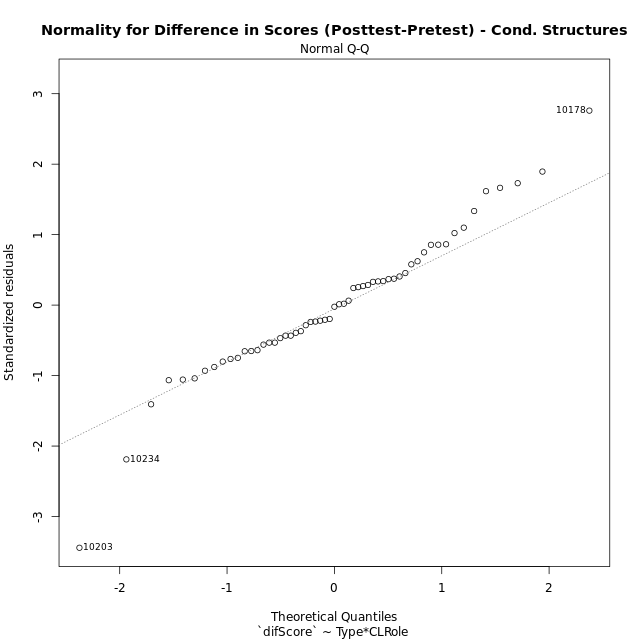 Normality for Difference in Scores (Posttest-Pretest) - Cond. Structures
Normal Q-Q
3
2
1
0
-1
-2
-3
Standardized residuals
10178
10234
10203
-2 -1 0 1 2
Theoretical Quantiles
`difScore` ~ Type*CLRole